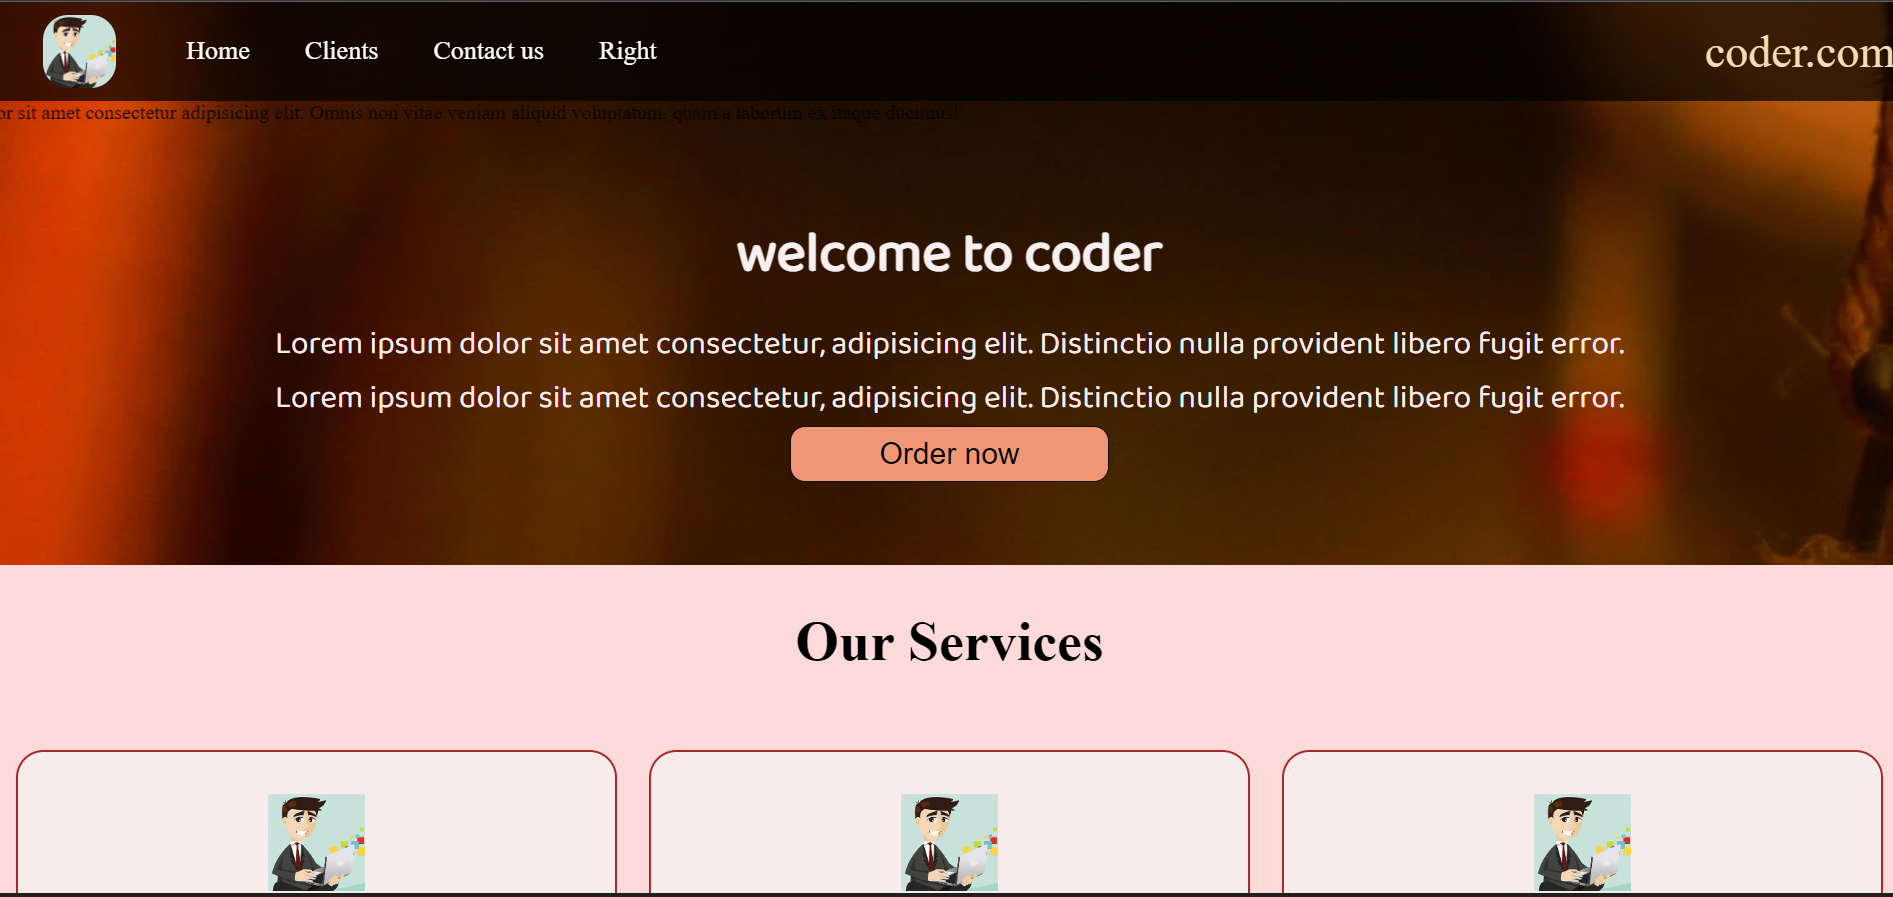 Home Clients Contact us Right coder.com
or sit amet consectetur adipisicing elit. Omnis non vitae veniam aliquid voluptatum, quam a laborum ex itaque ducimus!
welcome to coder
Lorem ipsum dolor sit amet consectetur, adipisicing elit. Distinctio nulla provident libero fugit error.
Lorem ipsum dolor sit amet consectetur, adipisicing elit. Distinctio nulla provident libero fugit error.
Order now
Our Services